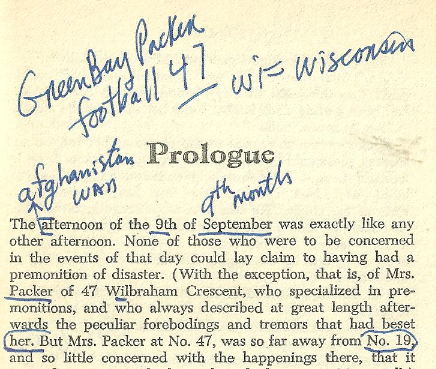 Green Bay Packer
football 47
wi = wisconsin
afghanistan
war
9th month
Prologue
The afternoon of the 9th of September was exactly like any
other afternoon. None of those who were to be concerned
in the events of that day could lay claim to having had a
premonition of disaster. (With the exception, that is, of Mrs.
Packer of 47 Wilbraham Crescent, who specialized in pre-
monitions, and who always described at great length after-
wards the peculiar forebodings and tremors that had beset
her. But Mrs. Packer at No. 47, was so far away from No. 19,
and so little concerned with the happenings there, that it